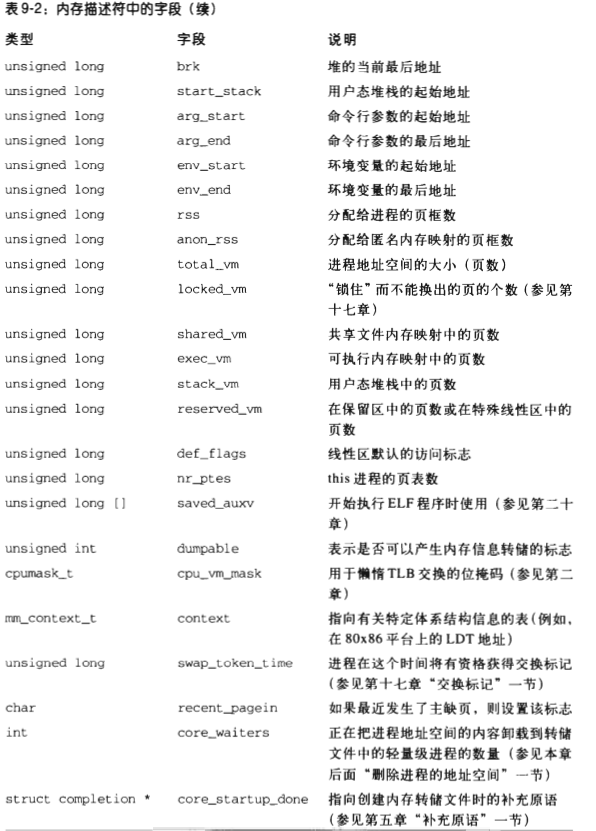 表9-2：内存描述符中的字段（续）
类型 字段 说明
unsigned long brk 堆的当前最后地址
unsigned long start_stack 用户态堆栈的起始地址
unsigned long arg_start 命令行参数的起始地址
unsigned long arg_end 命令行参数的最后地址
unsigned long env_start 环境变量的起始地址
unsigned long env_end 环境变量的最后地址
unsigned long rss 分配给进程的页框数
unsigned long anon_rss 分配给匿名内存映射的页框数
unsigned long total_vm 进程地址空间的大小（页数）
unsigned long locked_vm “锁住”而不能换出的页的个数（参见第
十七章）
unsigned long shared_vm 共享文件内存映射中的页数
unsigned long exec_vm 可执行内存映射中的页数
unsigned long stack_vm 用户态堆栈中的页数
unsigned long reserved_vm 在保留区中的页数或在特殊线性区中的
页数
unsigned long def_flags 线性区默认的访问标志
unsigned long nr_ptes this 进程的页表数
unsigned long [] saved_auxv 开始执行 ELF 程序时使用（参见第二十
章）
unsigned int dumpable 表示是否可以产生内存信息转储的标志
cpumask_t cpu_vm_mask 用于懒惰 TLB 交换的位掩码（参见第二
章）
mm_context_t context 指向有关特定体系结构信息的表（例如，
在 80x86 平台上的 LDT 地址）
unsigned long swap_token_time 进程在这个时间将有资格获得交换标记
（参见第十七章“交换标记”一节）
char recent_pagein 如果最近发生了主缺页，则设置该标志
int core_waiters 正在把进程地址空间的内容卸载到转储
文件中的轻量级进程的数量（参见本章
后面“删除进程的地址空间”一节）
struct completion * core_startup_done 指向创建内存转储文件时的补充原语
（参见第五章“补充原语”一节）